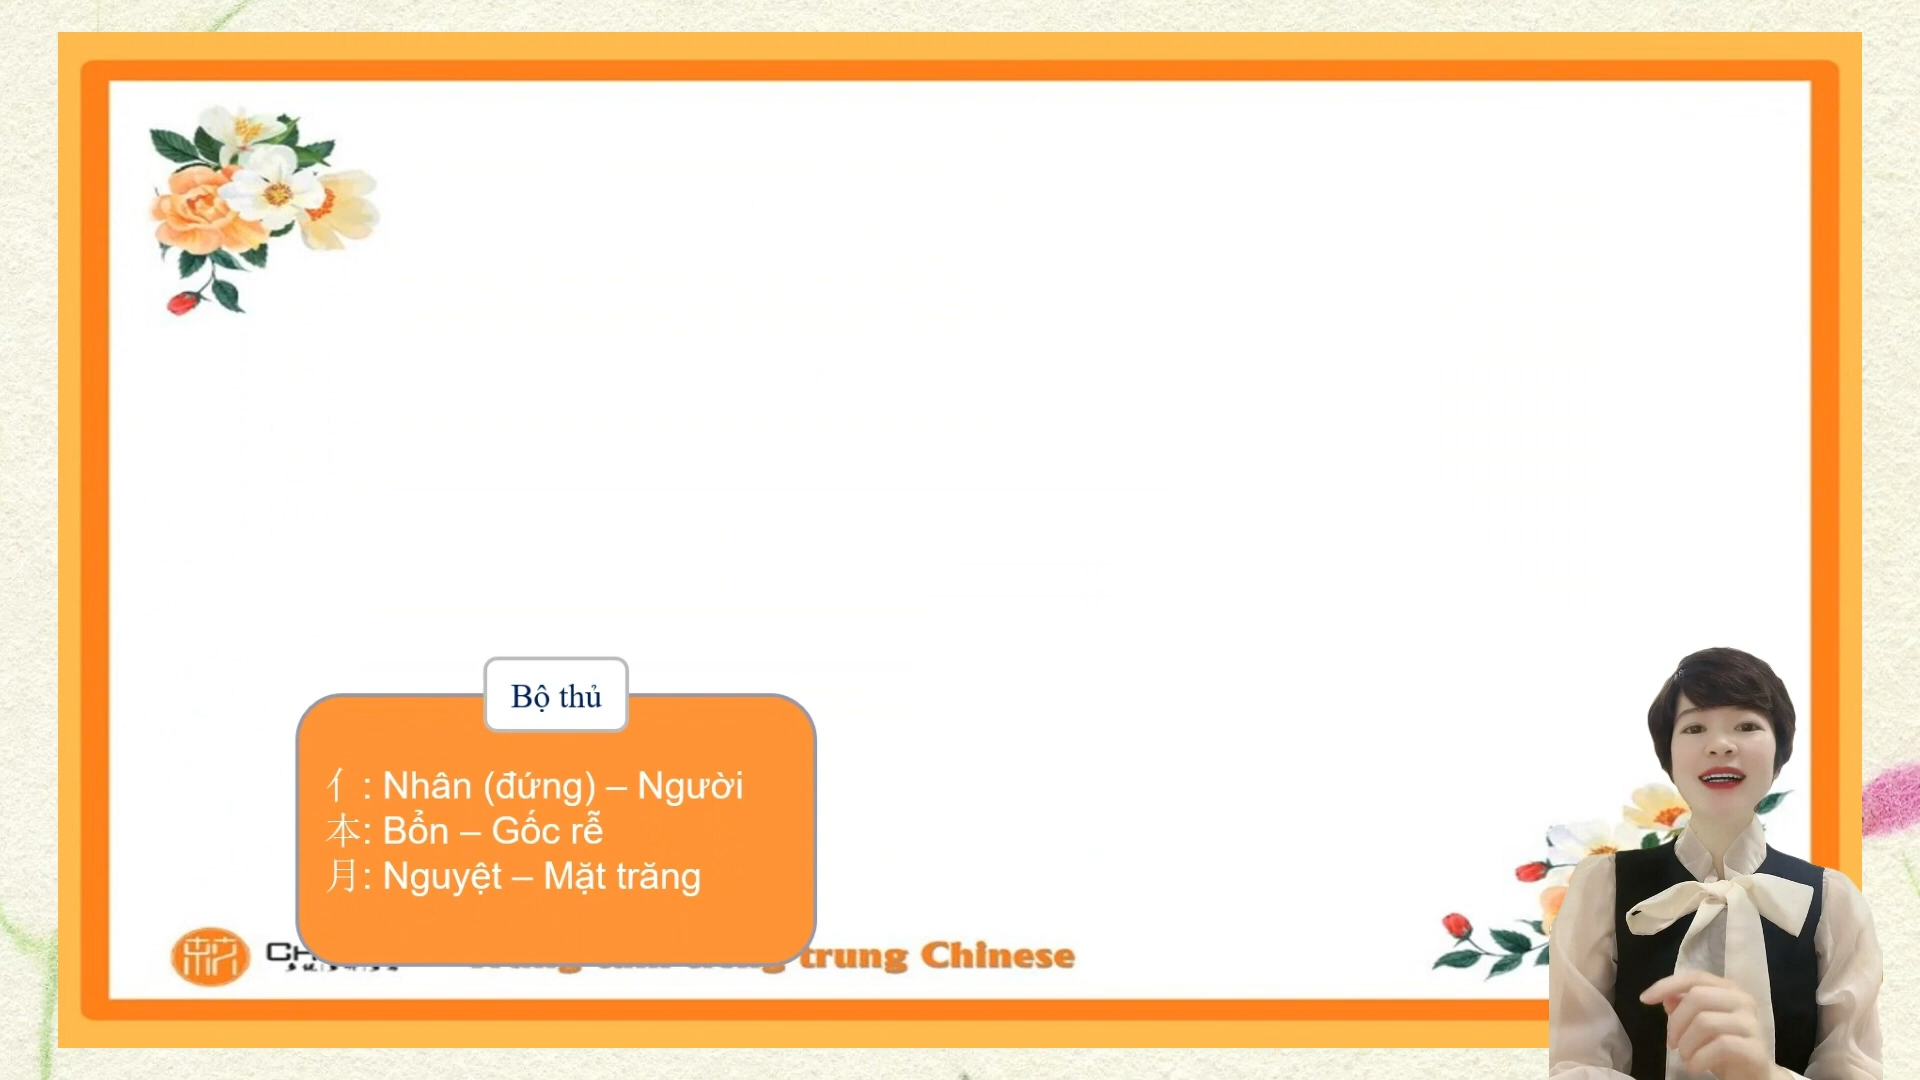 Bộ thủ
亻: Nhân (đứng) – Người
本: Bổn – Gốc rễ
月: Nguyệt – Mặt trăng
trung Chinese